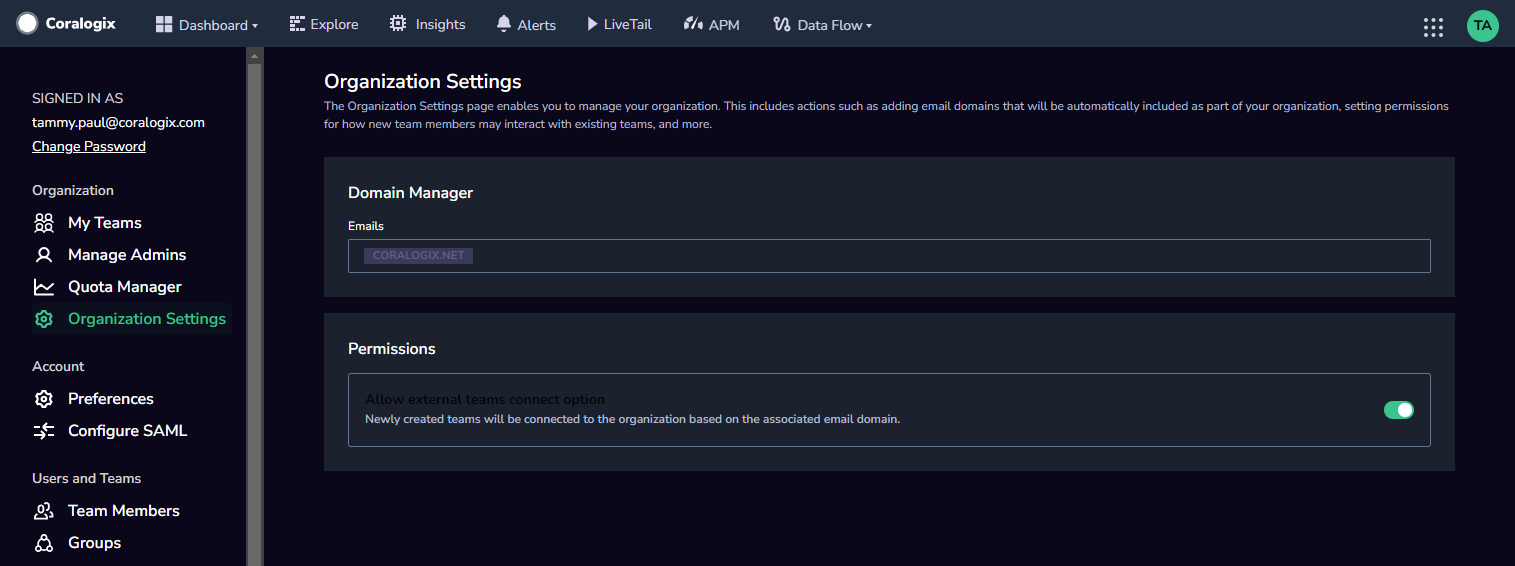 Coralogix
Dashboard
Explore
Insights
Alerts
LiveTail
APM
Data Flow
TA
SIGNED IN AS
tammy.paul@coralogix.com
Change Password
Organization
My Teams
Manage Admins
Quota Manager
Organization Settings
Account
Preferences
Configure SAML
Users and Teams
Team Members
Groups
Organization Settings
The Organization Settings page enables you to manage your organization. This includes actions such as adding email domains that will be automatically included as part of your organization, setting permissions
for how new team members may interact with existing teams, and more.
Domain Manager
Emails
CORALOGIX.NET
Permissions
Allow external teams connect option
Newly created teams will be connected to the organization based on the associated email domain.